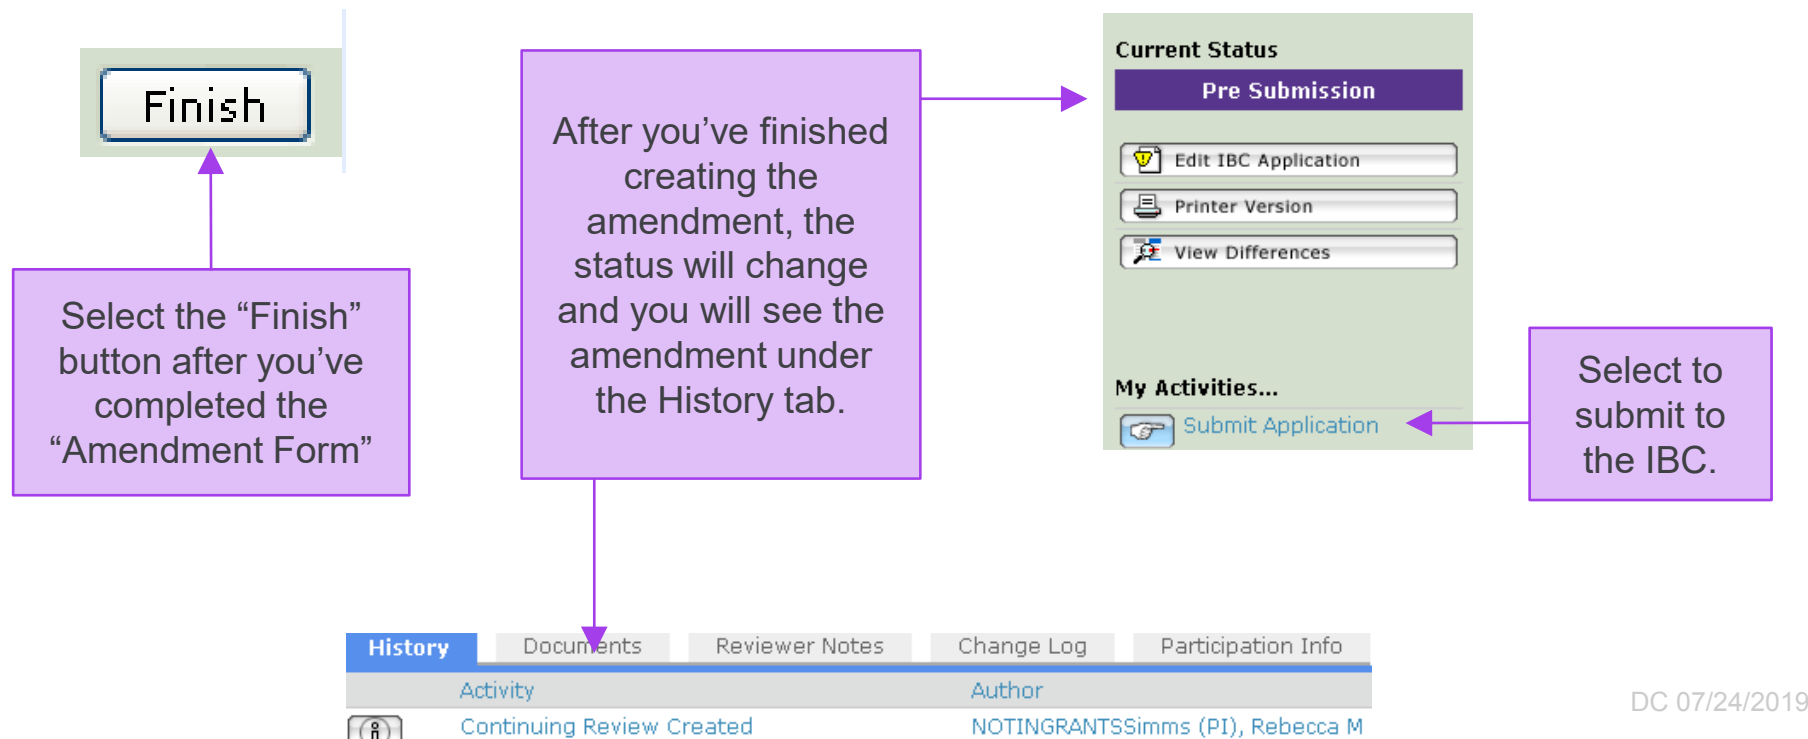 Finish
Select the “Finish”
button after you’ve
completed the
“Amendment Form”
After you’ve finished
creating the
amendment, the
status will change
and you will see the
amendment under
the History tab.
Current Status
Pre Submission
Edit IBC Application
Printer Version
View Differences
My Activities...
Submit Application
Select to
submit to
the IBC.
History Documents Reviewer Notes Change Log Participation Info
Activity Author
Continuing Review Created NOTINGRANTSSimms (PI), Rebecca M
DC 07/24/2019